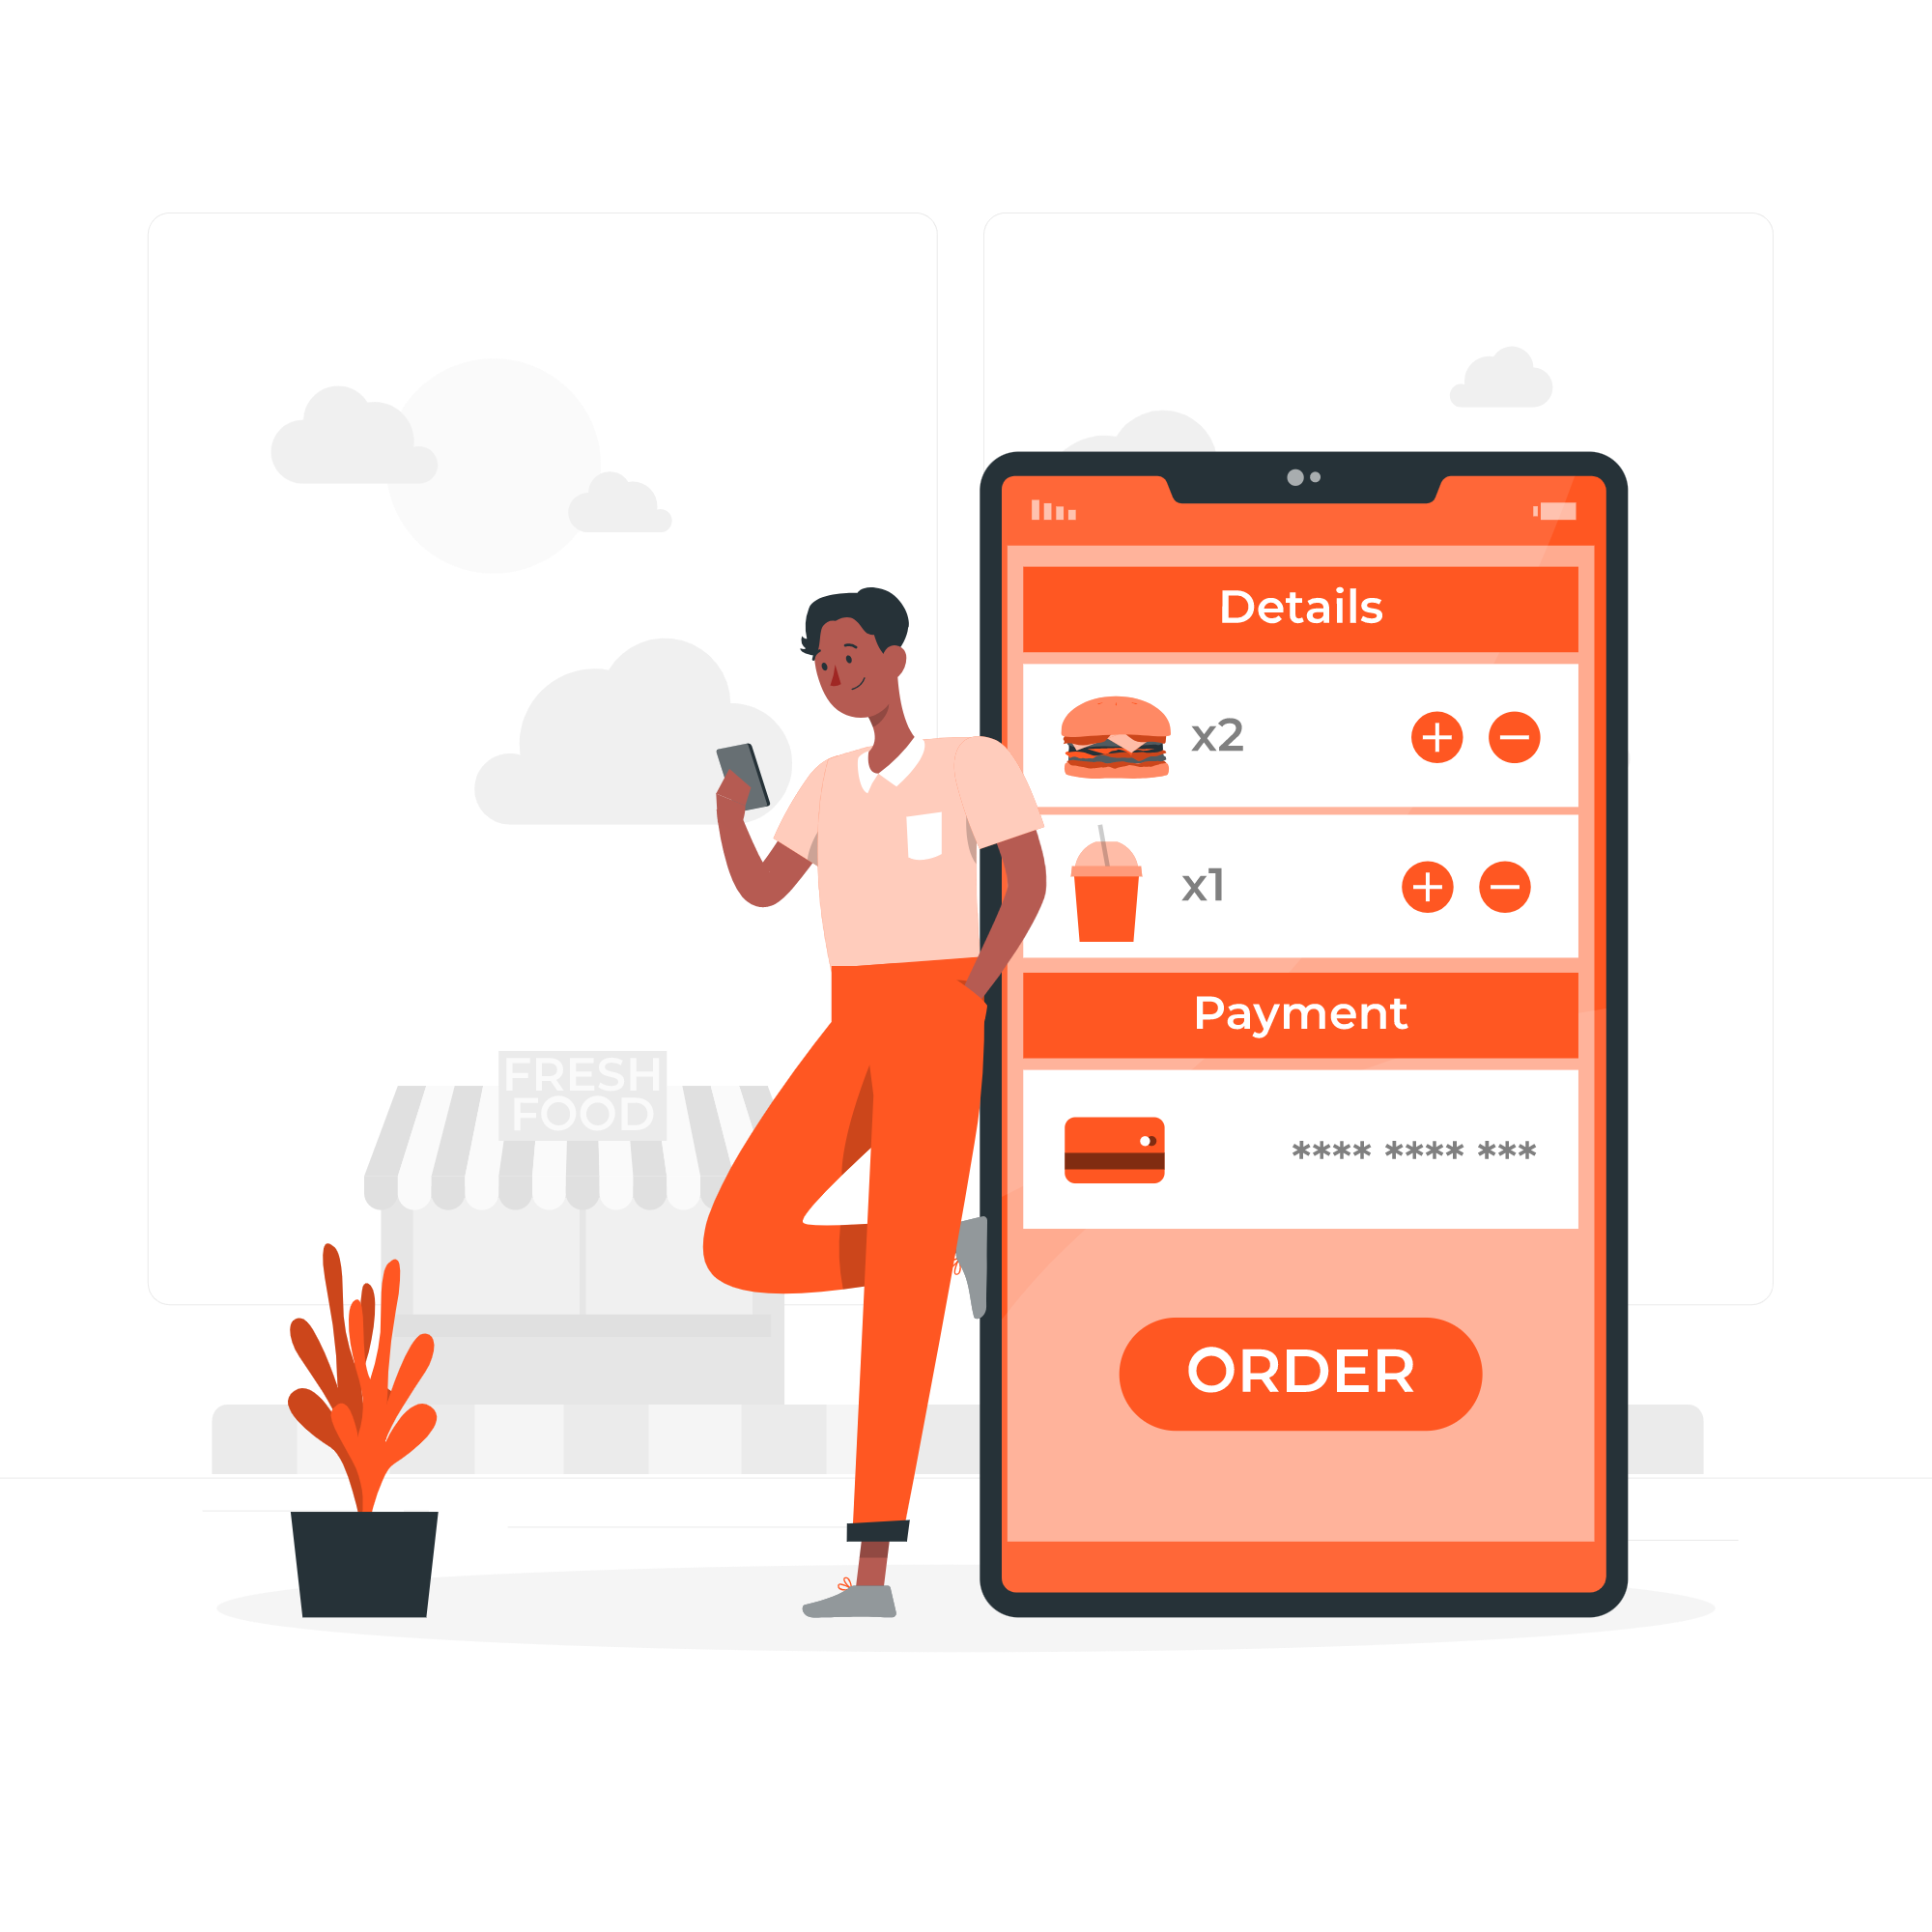 Details
x2
x1
Payment
**** **** ***
ORDER
FRESH
FOOD